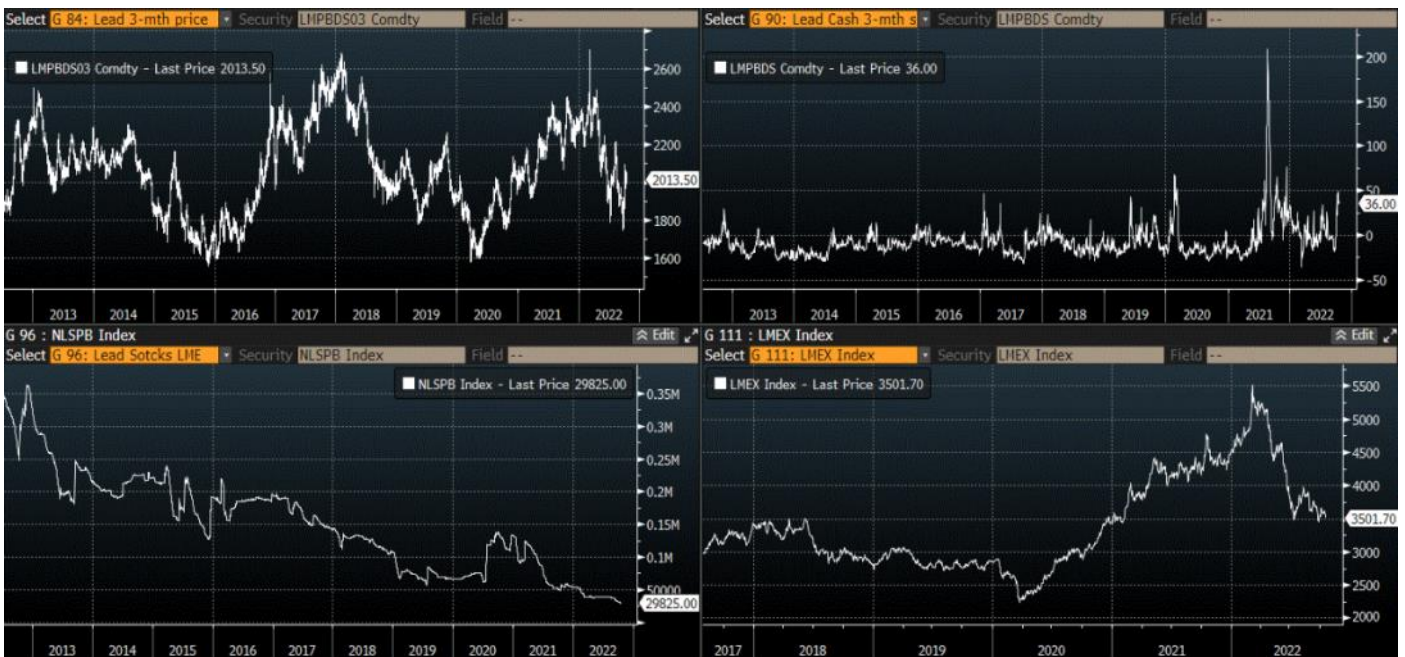 Select G 84: Lead 3-mth price Security LMPBDS03 Comdty Field --
LMPBDS03 Comdty - Last Price 2013.50
2600
2400
2200
2013.50
1800
1600
2013 2014 2015 2016 2017 2018 2019 2020 2021 2022
Select G 90: Lead Cash 3-mth s Security LMPBDS Comdty Field --
LMPBDS Comdty - Last Price 36.00
200
150
100
50
36.00
0
-50
2013 2014 2015 2016 2017 2018 2019 2020 2021 2022
G 96 : NLSPB Index Edit
Select G 96: Lead Sotcks LME Security NLSPB Index Field --
NLSPB Index - Last Price 29825.00
0.35M
0.3M
0.25M
0.2M
0.15M
0.1M
50000
29825.00
2013 2014 2015 2016 2017 2018 2019 2020 2021 2022
G 111 : LMEX Index Edit
Select G 111: LMEX Index Security LMEX Index Field --
LMEX Index - Last Price 3501.70
5500
5000
4500
4000
3501.70
3000
2500
2000
2017 2018 2019 2020 2021 2022